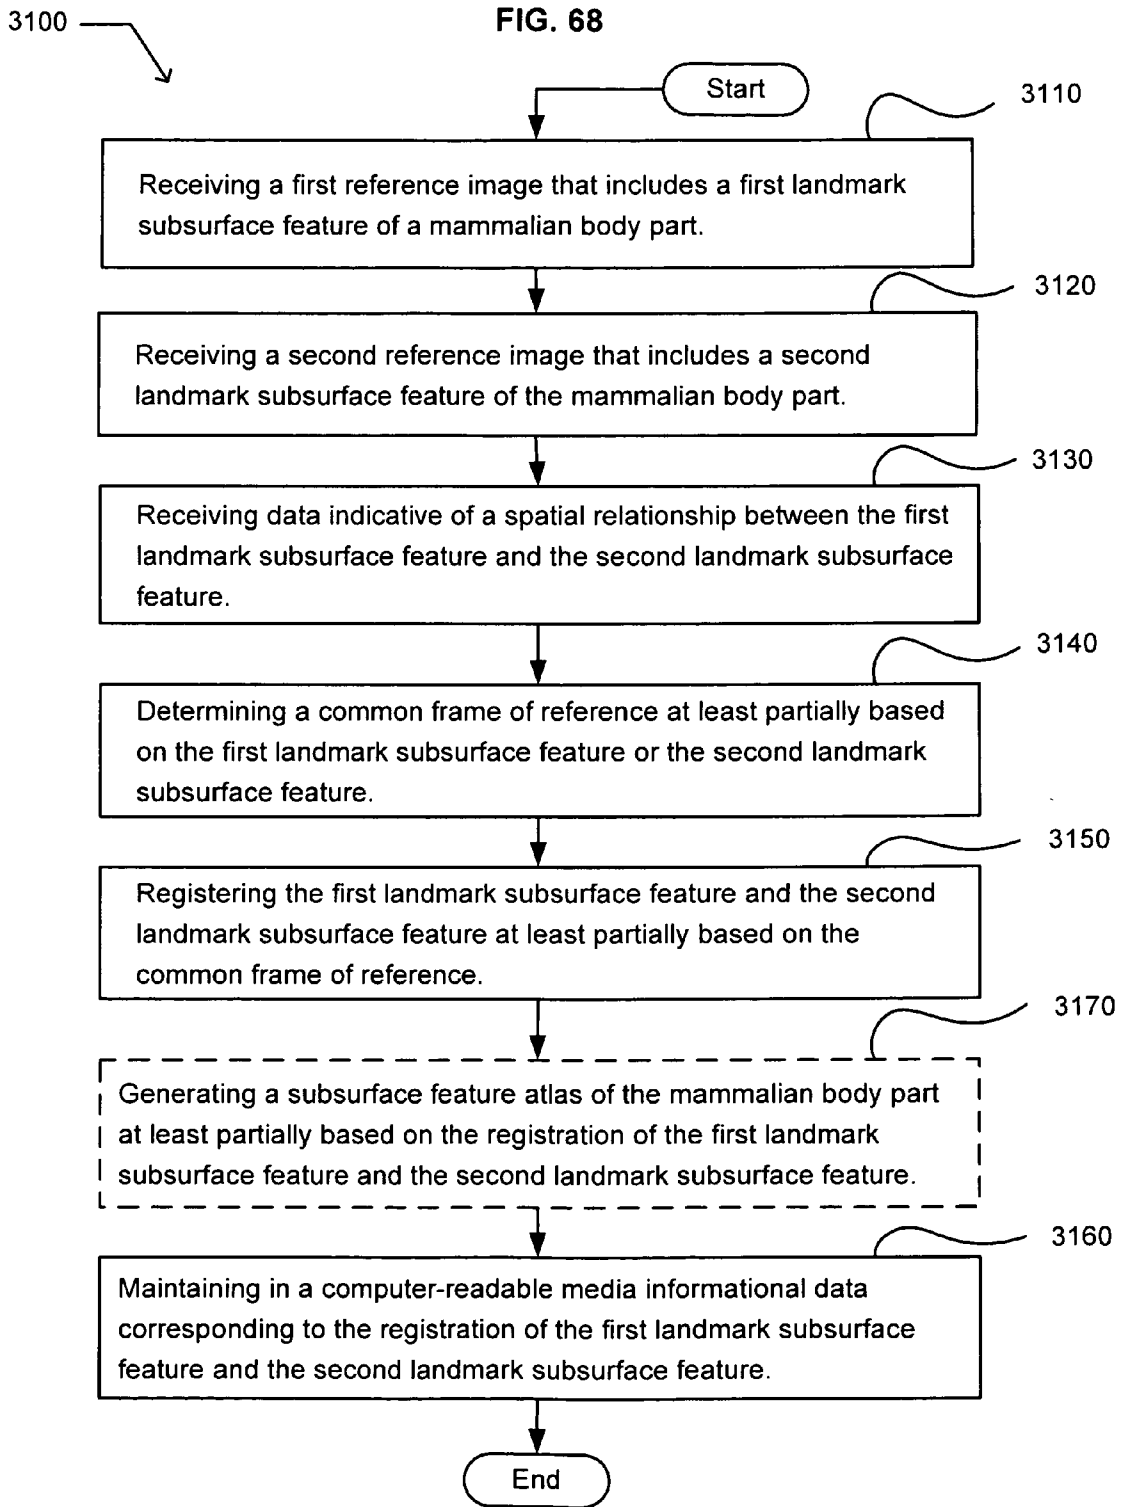 3100
FIG. 68
Start
3110
Receiving a first reference image that includes a first landmark
subsurface feature of a mammalian body part.
3120
Receiving a second reference image that includes a second
landmark subsurface feature of the mammalian body part.
3130
Receiving data indicative of a spatial relationship between the first
landmark subsurface feature and the second landmark subsurface
feature.
3140
Determining a common frame of reference at least partially based
on the first landmark subsurface feature or the second landmark
subsurface feature.
3150
Registering the first landmark subsurface feature and the second
landmark subsurface feature at least partially based on the
common frame of reference.
3170
Generating a subsurface feature atlas of the mammalian body part
at least partially based on the registration of the first landmark
subsurface feature and the second landmark subsurface feature.
3160
Maintaining in a computer-readable media informational data
corresponding to the registration of the first landmark subsurface
feature and the second landmark subsurface feature.
End